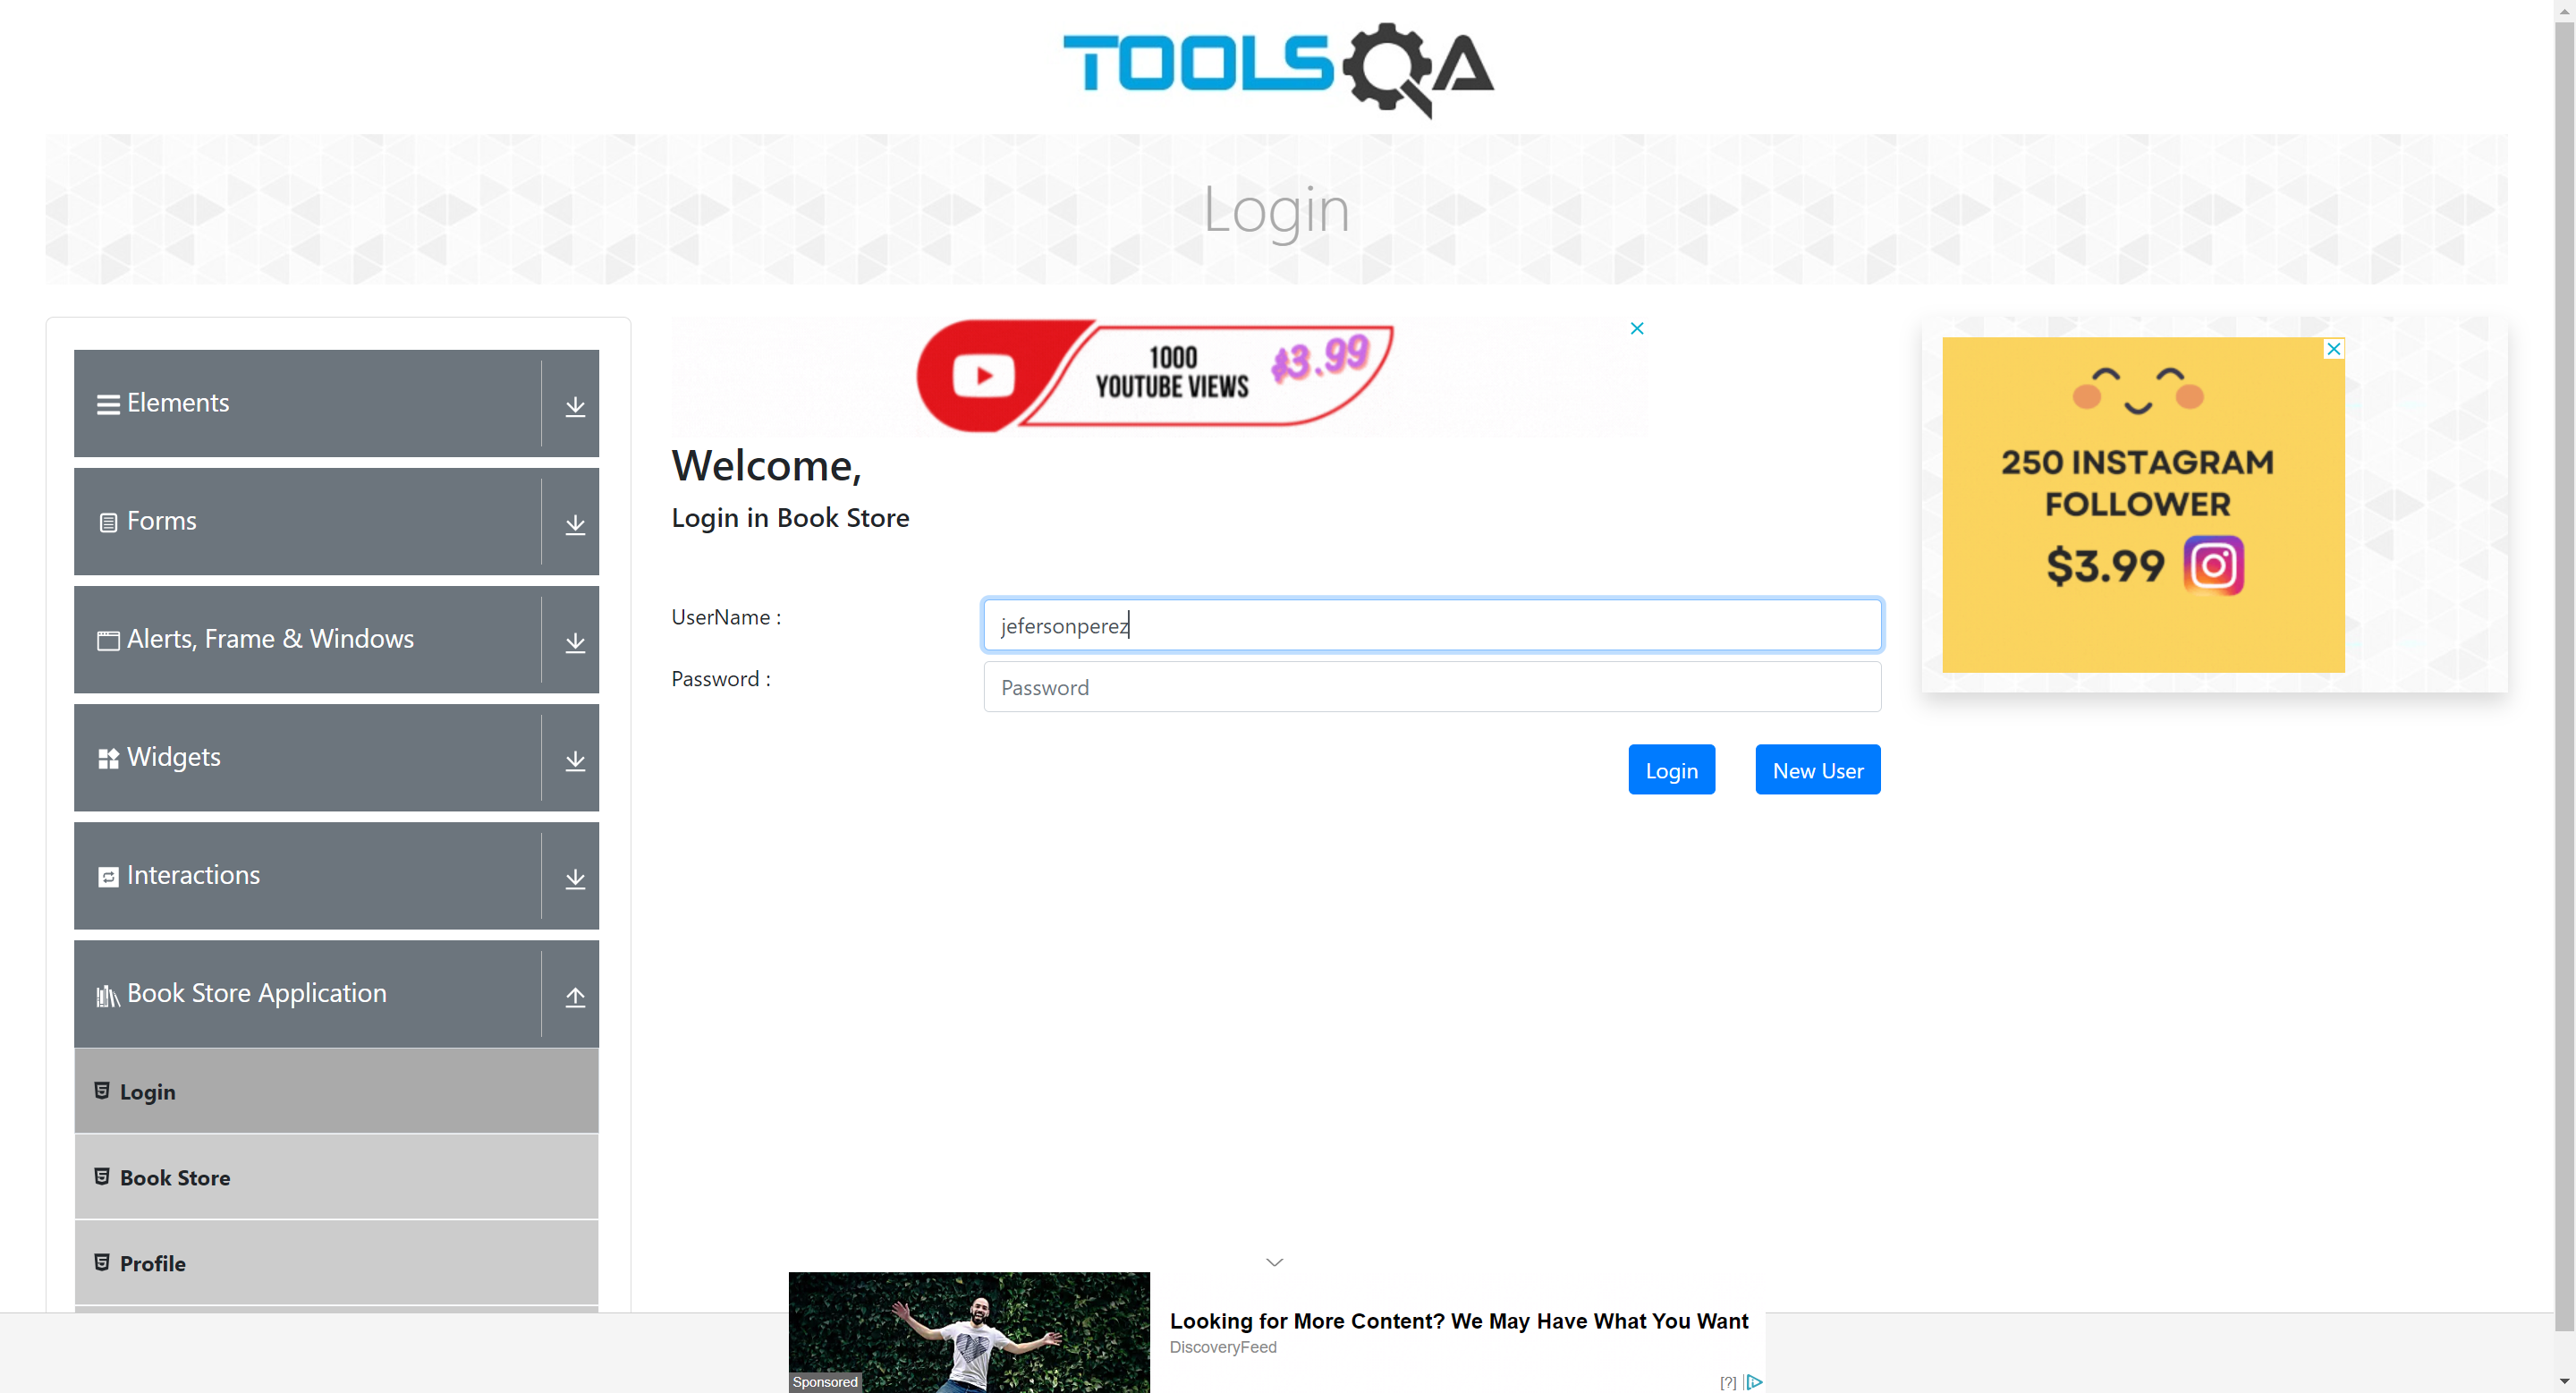 TOOLSQA
Login
Elements
Forms
Alerts, Frame & Windows
Widgets
Interactions
Book Store Application
Login
Book Store
Profile
1000
YOUTUBE VIEWS
$3.99
Welcome,
Login in Book Store
UserName :
jefersonperez
Password :
Password
Login
New User
250 INSTAGRAM
FOLLOWER
$3.99
Sponsored
Looking for More Content? We May Have What You Want
DiscoveryFeed
[?]